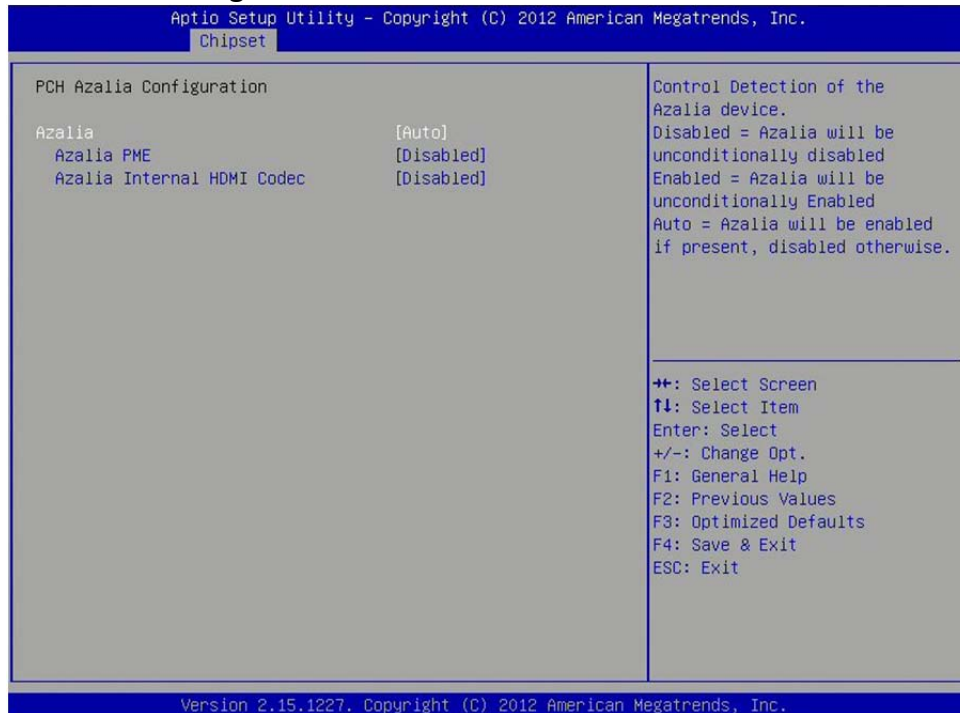 Aptio Setup Utility – Copyright (C) 2012 American Megatrends, Inc.
Chipset
PCH Azalia Configuration
Azalia [Auto]
Azalia PME [Disabled]
Azalia Internal HDMI Codec [Disabled]
Control Detection of the
Azalia device.
Disabled = Azalia will be
unconditionally disabled
Enabled = Azalia will be
unconditionally Enabled
Auto = Azalia will be enabled
if present, disabled otherwise.
→←: Select Screen
↑↓: Select Item
Enter: Select
+/-: Change Opt.
F1: General Help
F2: Previous Values
F3: Optimized Defaults
F4: Save & Exit
ESC: Exit
Version 2.15.1227. Copyright (C) 2012 American Megatrends, Inc.